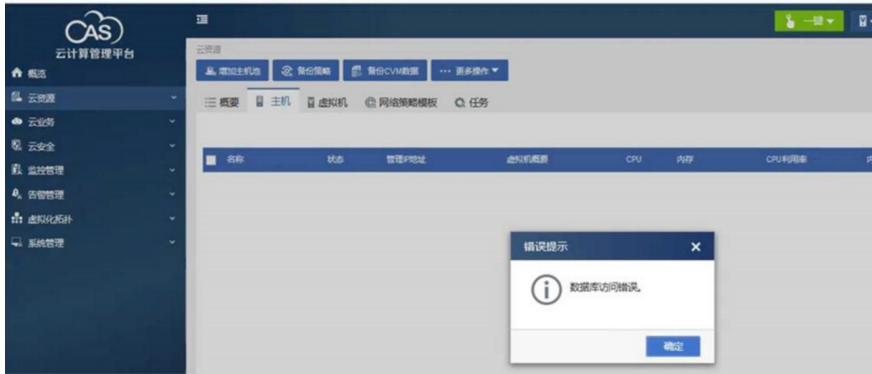 CAS
云计算管理平台
一键
概览
云资源
云业务
云安全
监控管理
告警管理
虚拟化拓扑
系统管理
云资源
增加主机池
备份策略
备份CVM数据
更多操作
概要
主机
虚拟机
网络策略模板
任务
名称
状态
管理IP地址
虚拟机概要
CPU
内存
CPU利用率
错误提示
数据库访问错误。
确定